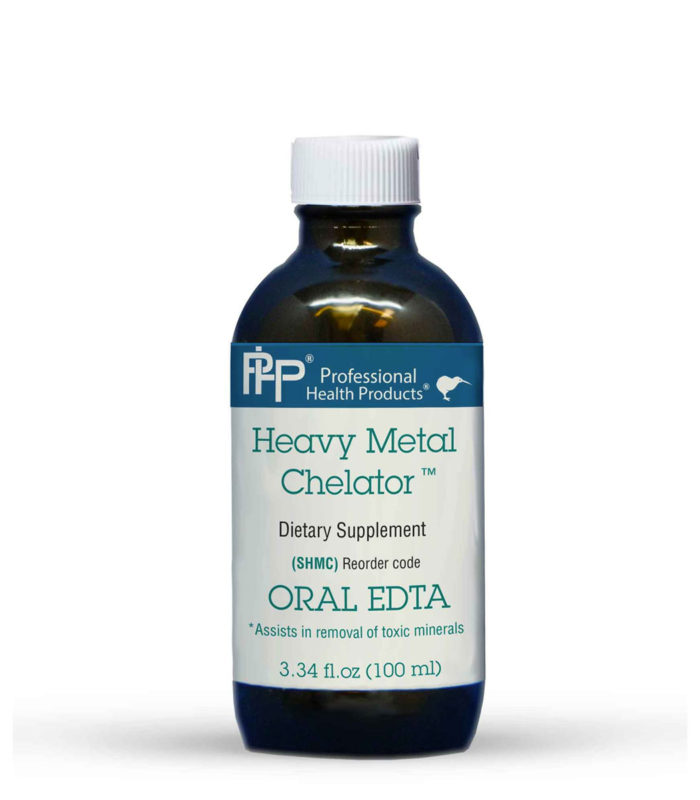 PHP® Professional
Health Products®
Heavy Metal
Chelator™
Dietary Supplement
(SHMC) Reorder code
ORAL EDTA
*Assists in removal of toxic minerals
3.34 fl.oz (100 ml)